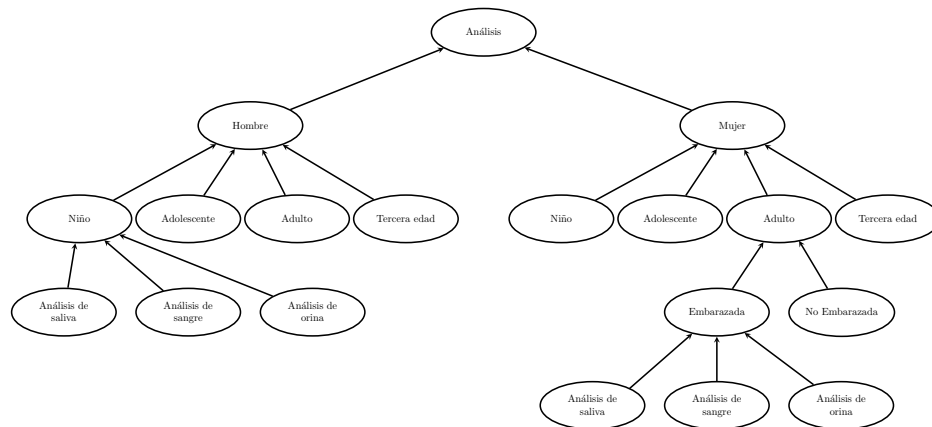 Análisis
Hombre
Mujer
Niño
Adolescente
Adulto
Tercera edad
Niño
Adolescente
Adulto
Tercera edad
Análisis de
saliva
Análisis de
sangre
Análisis de
orina
Embarazada
No Embarazada
Análisis de
saliva
Análisis de
sangre
Análisis de
orina